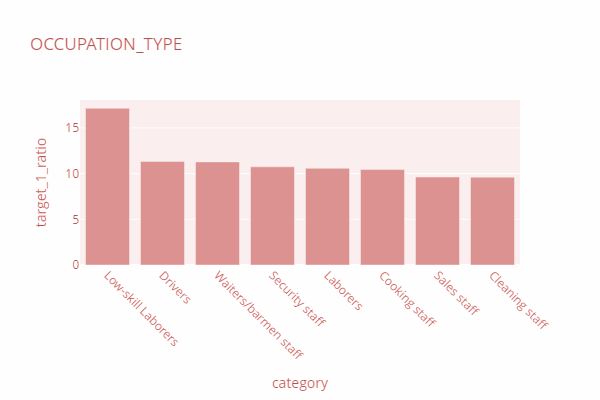 OCCUPATION_TYPE
target_1_ratio
15
10
5
0
Low-skill Laborers
Drivers
Waiters/barmen staff
Security staff
Laborers
Cooking staff
Sales staff
Cleaning staff
category